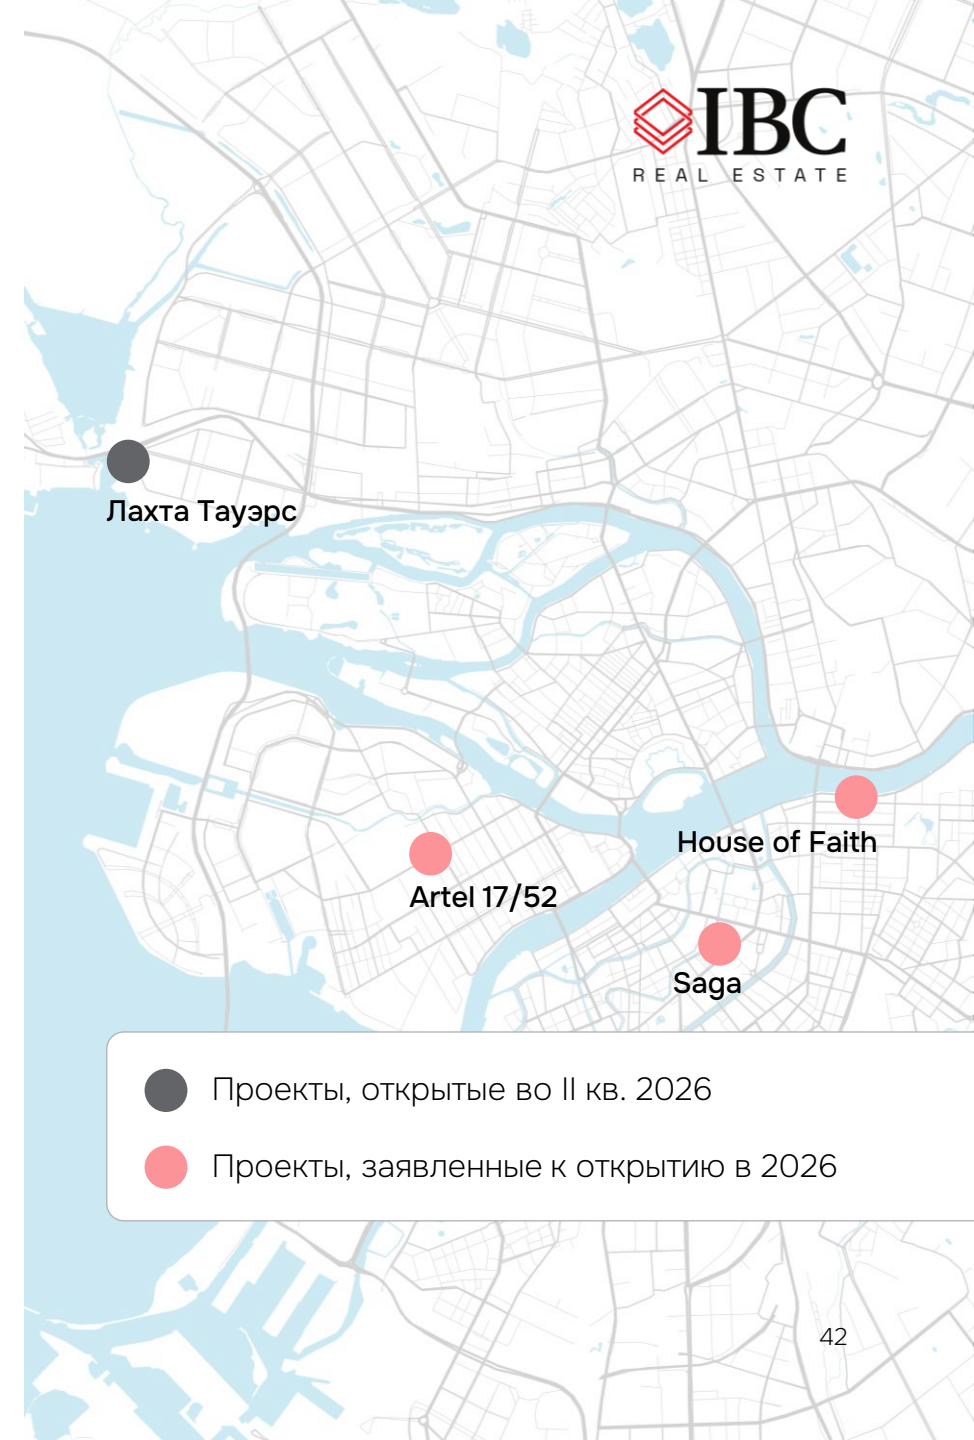 IBC
REAL ESTATE
Лахта Тауэрс
House of Faith
Artel 17/52
Saga
Проекты, открытые во II кв. 2026
Проекты, заявленные к открытию в 2026
42